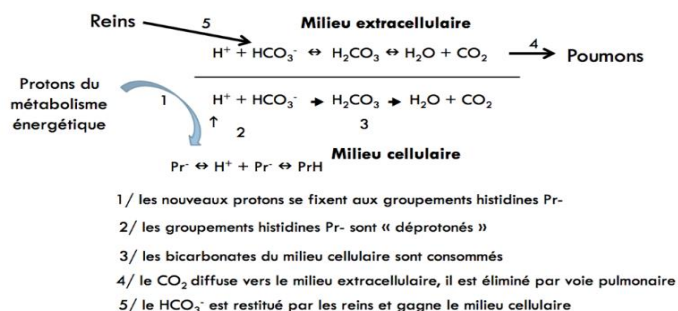 Reins 5 Milieu extracellulaire
H⁺ + HCO₃⁻ ↔ H₂CO₃ ↔ H₂O + CO₂ 4 Poumons
Protons du
métabolisme
énergétique
1 H⁺ + HCO₃⁻ → H₂CO₃ → H₂O + CO₂
↑ 2 3
Milieu cellulaire
Pr⁻ ↔ H⁺ + Pr⁻ ↔ PrH
1/ les nouveaux protons se fixent aux groupements histidines Pr-
2/ les groupements histidines Pr- sont « déprotonés »
3/ les bicarbonates du milieu cellulaire sont consommés
4/ le CO₂ diffuse vers le milieu extracellulaire, il est éliminé par voie pulmonaire
5/ le HCO₃⁻ est restitué par les reins et gagne le milieu cellulaire